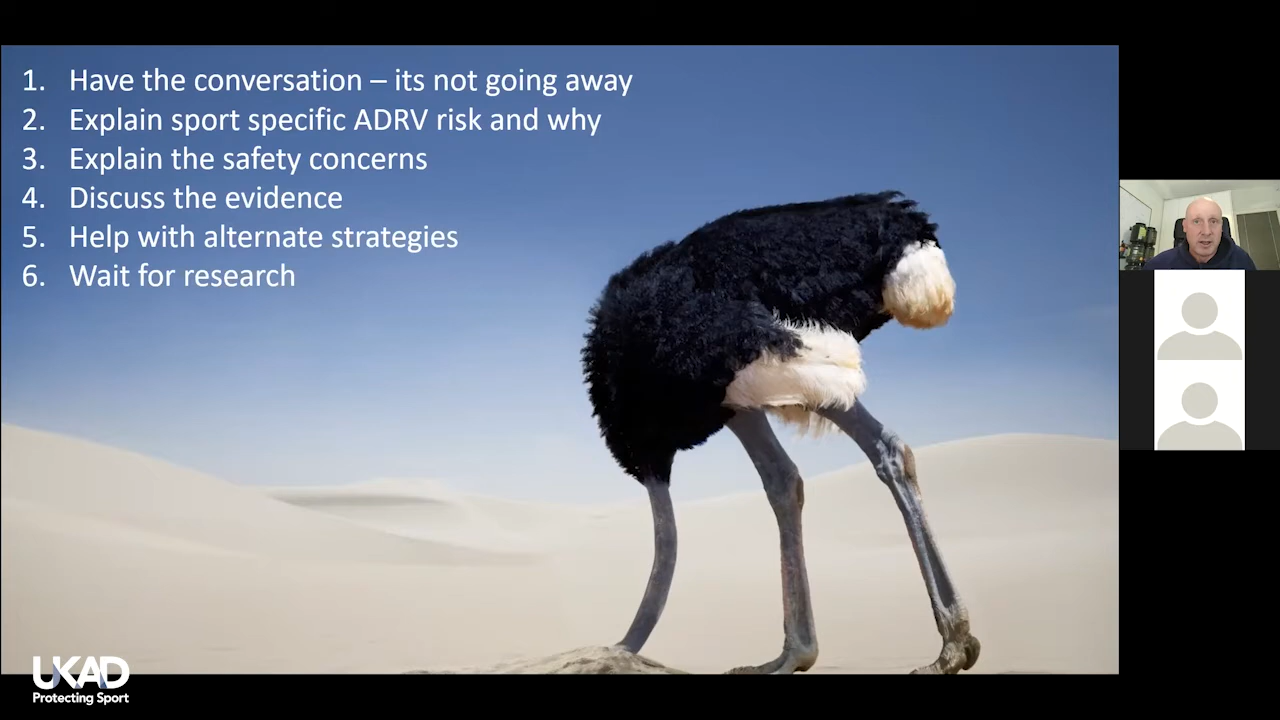 1. Have the conversation – its not going away
2. Explain sport specific ADRV risk and why
3. Explain the safety concerns
4. Discuss the evidence
5. Help with alternate strategies
6. Wait for research
UKAD
Protecting Sport